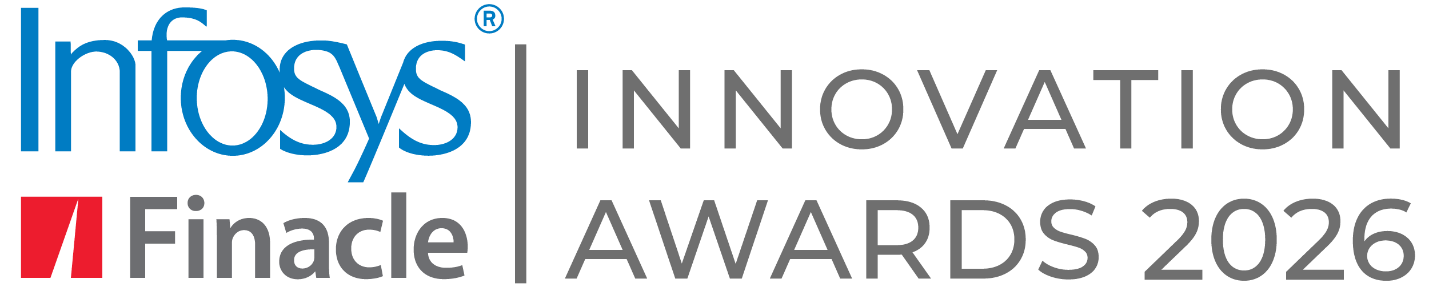 Infosys®
Finacle
INNOVATION
AWARDS 2026